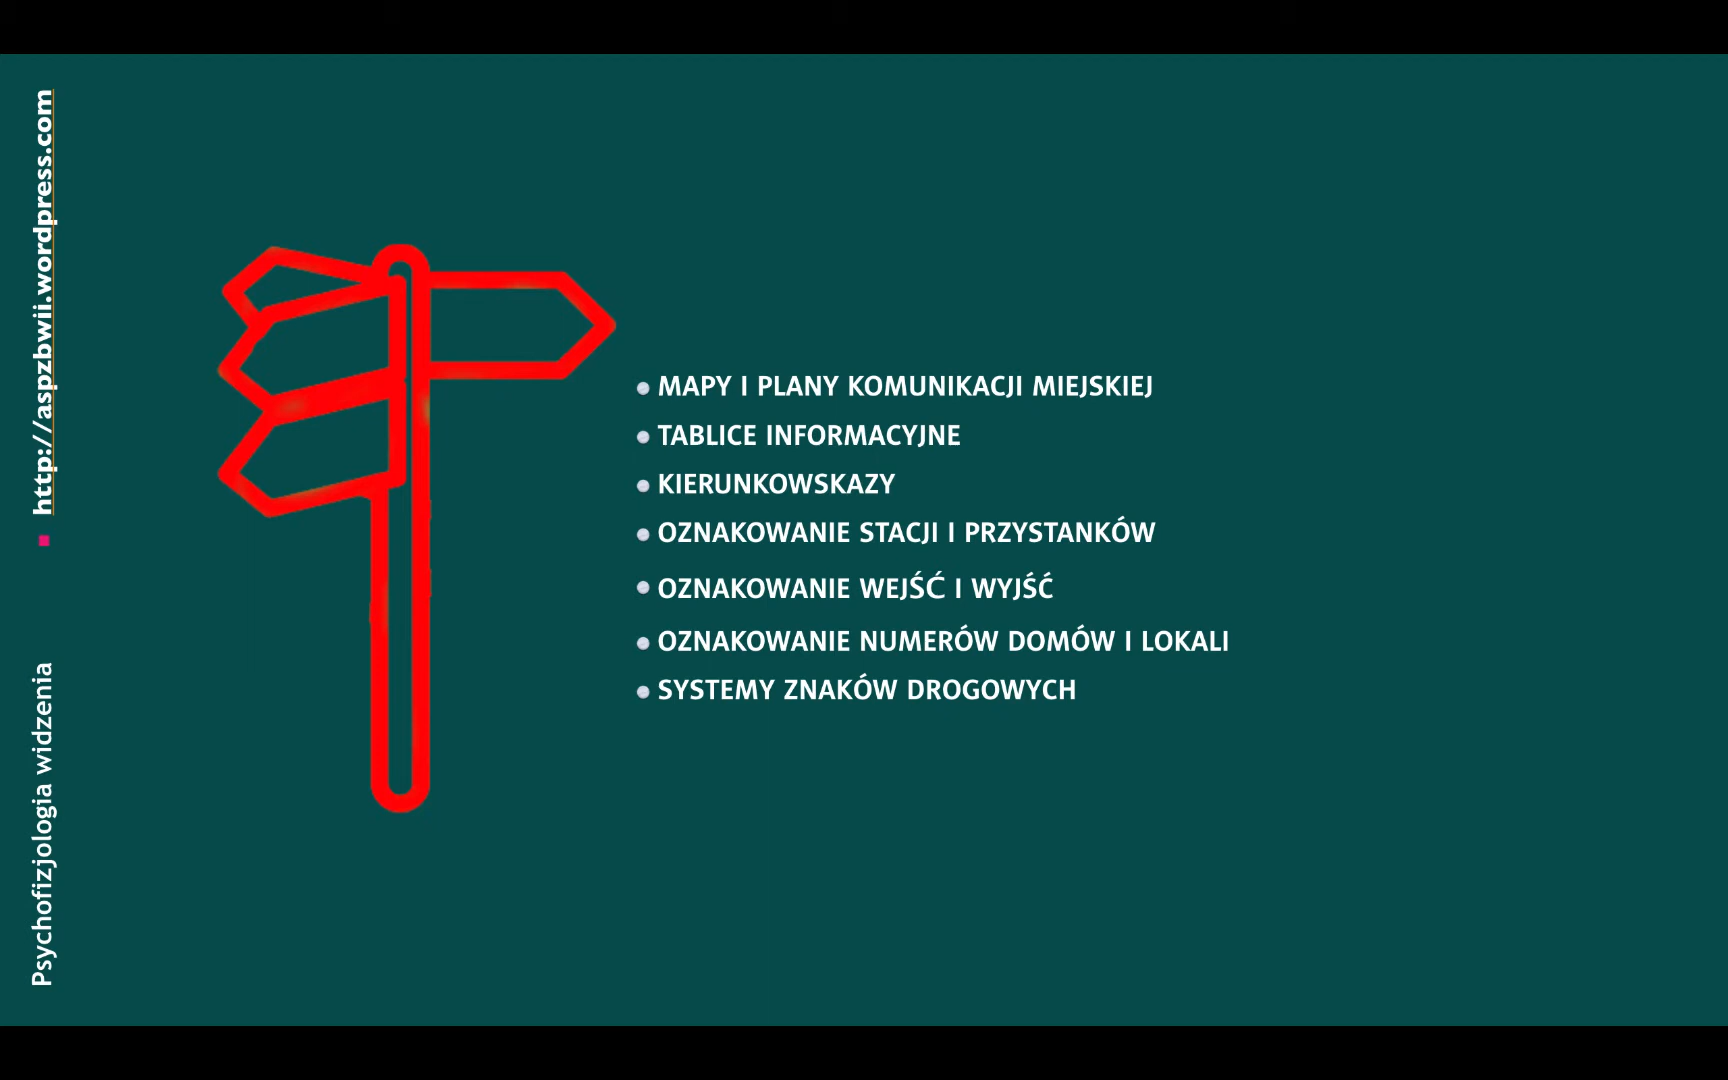 http://aspzbwii.wordpress.com
Psychofizjologia widzenia
MAPY I PLANY KOMUNIKACJI MIEJSKIEJ
TABLICE INFORMACYJNE
KIERUNKOWSKAZY
OZNAKOWANIE STACJI I PRZYSTANKÓW
OZNAKOWANIE WEJŚĆ I WYJŚĆ
OZNAKOWANIE NUMERÓW DOMÓW I LOKALI
SYSTEMY ZNAKÓW DROGOWYCH